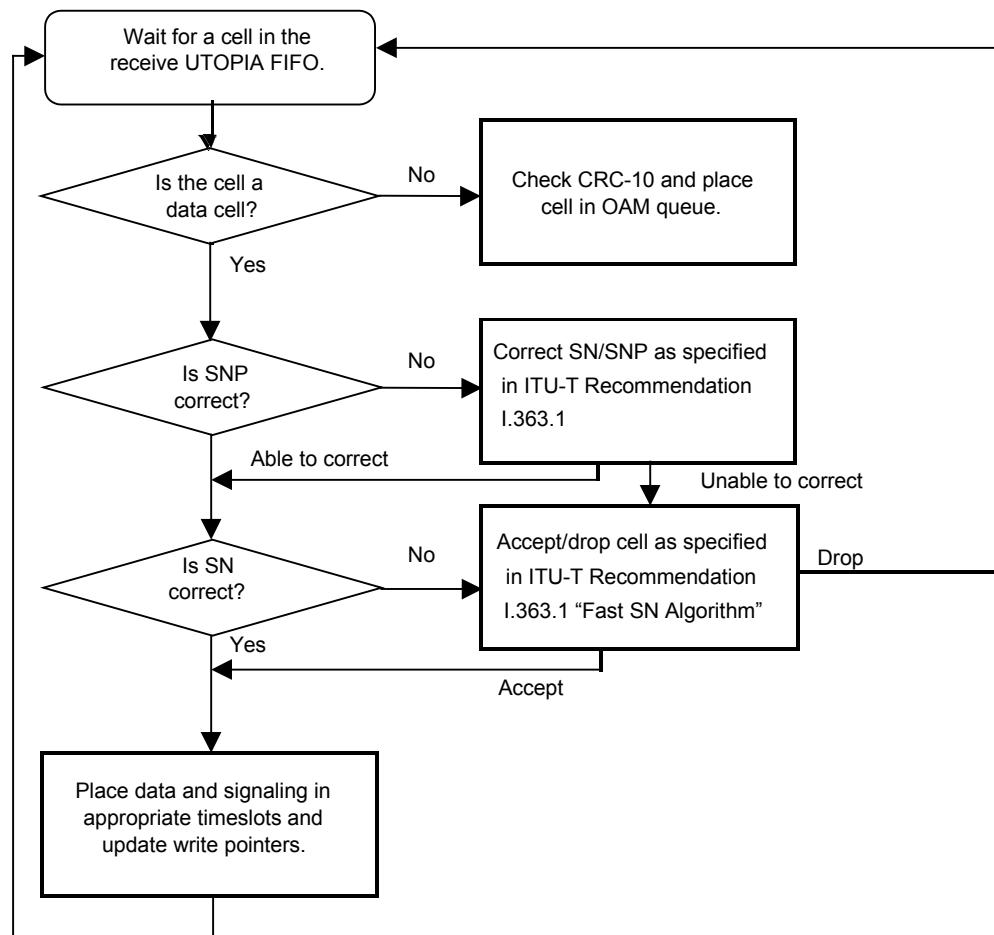 Wait for a cell in the
receive UTOPIA FIFO.
Is the cell a
data cell?
No
Check CRC-10 and place
cell in OAM queue.
Yes
Is SNP
correct?
No
Correct SN/SNP as specified
in ITU-T Recommendation
I.363.1
Able to correct
Unable to correct
Is SN
correct?
No
Accept/drop cell as specified
in ITU-T Recommendation
I.363.1 “Fast SN Algorithm”
Drop
Yes
Accept
Place data and signaling in
appropriate timeslots and
update write pointers.